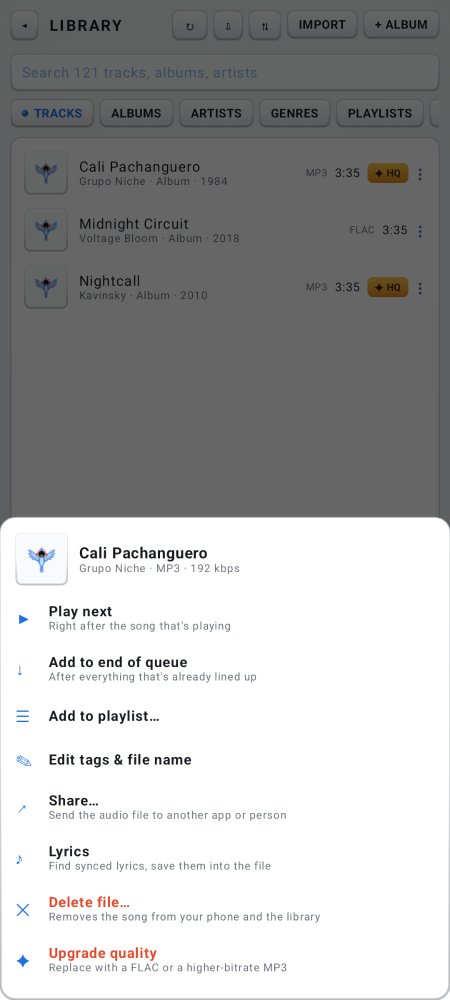 LIBRARY
IMPORT
+ ALBUM
Search 121 tracks, albums, artists
TRACKS
ALBUMS
ARTISTS
GENRES
PLAYLISTS
Cali Pachanguero
Grupo Niche · Album · 1984
MP3 3:35 ✦ HQ
Midnight Circuit
Voltage Bloom · Album · 2018
FLAC 3:35
Nightcall
Kavinsky · Album · 2010
MP3 3:35 ✦ HQ
Cali Pachanguero
Grupo Niche · MP3 · 192 kbps
Play next
Right after the song that's playing
Add to end of queue
After everything that's already lined up
Add to playlist…
Edit tags & file name
Share…
Send the audio file to another app or person
Lyrics
Find synced lyrics, save them into the file
Delete file…
Removes the song from your phone and the library
Upgrade quality
Replace with a FLAC or a higher-bitrate MP3